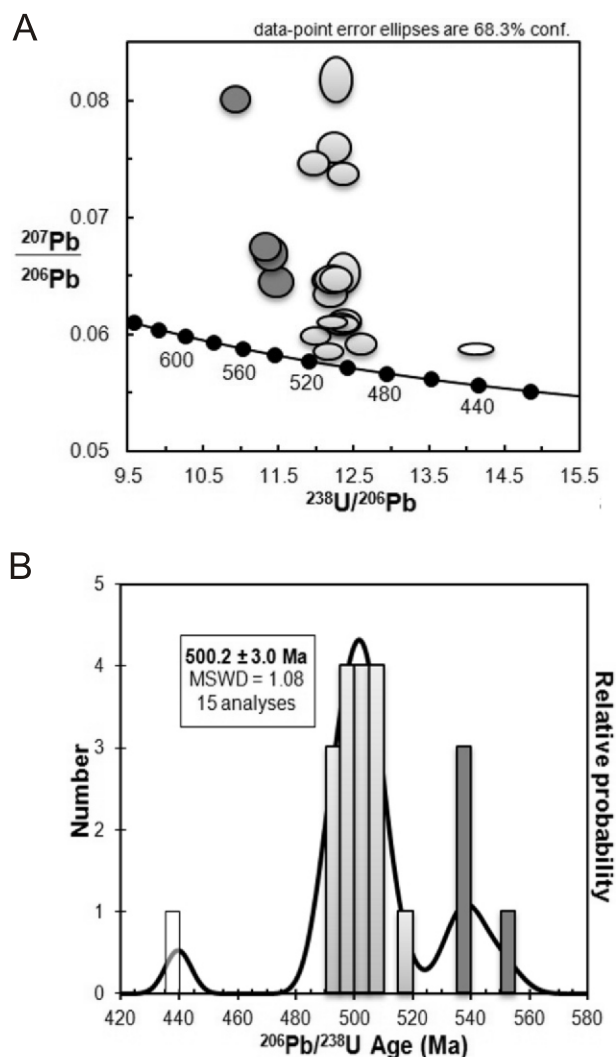 A
data-point error ellipses are 68.3% conf.
0.08
0.07
207Pb
206Pb
0.06
600
560
520
480
440
0.05
9.5 10.5 11.5 12.5 13.5 14.5 15.5
238U/206Pb
B
5
500.2 ± 3.0 Ma
MSWD = 1.08
15 analyses
4
3
Number
Relative probability
2
1
0
420 440 460 480 500 520 540 560 580
206Pb/238U Age (Ma)